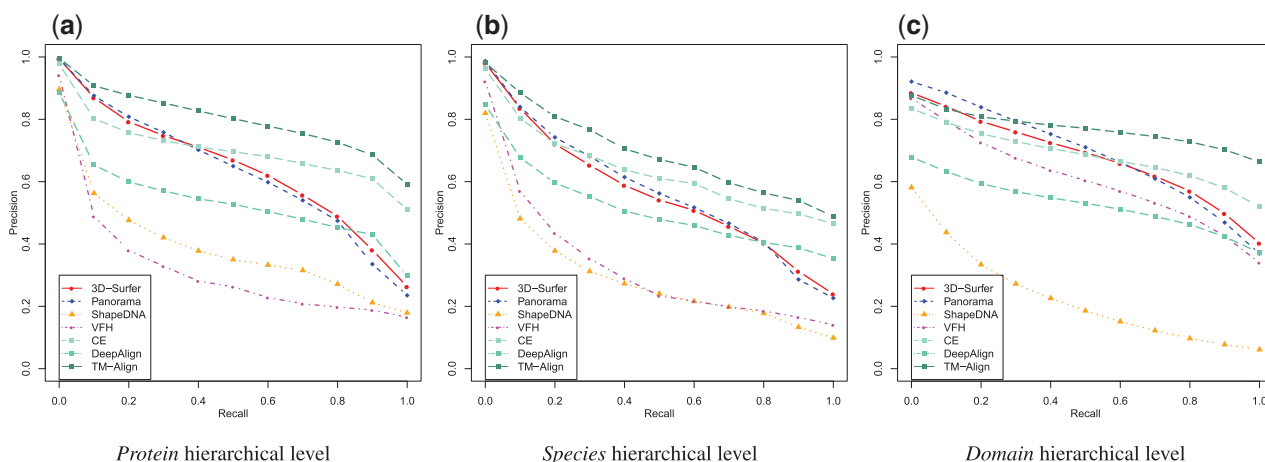 (a)
Precision
1.0
0.8
0.6
0.4
0.2
0.0
3D-Surfer
Panorama
ShapeDNA
VFH
CE
DeepAlign
TM-Align
0.0 0.2 0.4 0.6 0.8 1.0
Recall
Protein hierarchical level
(b)
Precision
1.0
0.8
0.6
0.4
0.2
0.0
3D-Surfer
Panorama
ShapeDNA
VFH
CE
DeepAlign
TM-Align
0.0 0.2 0.4 0.6 0.8 1.0
Recall
Species hierarchical level
(c)
Precision
1.0
0.8
0.6
0.4
0.2
0.0
3D-Surfer
Panorama
ShapeDNA
VFH
CE
DeepAlign
TM-Align
0.0 0.2 0.4 0.6 0.8 1.0
Recall
Domain hierarchical level